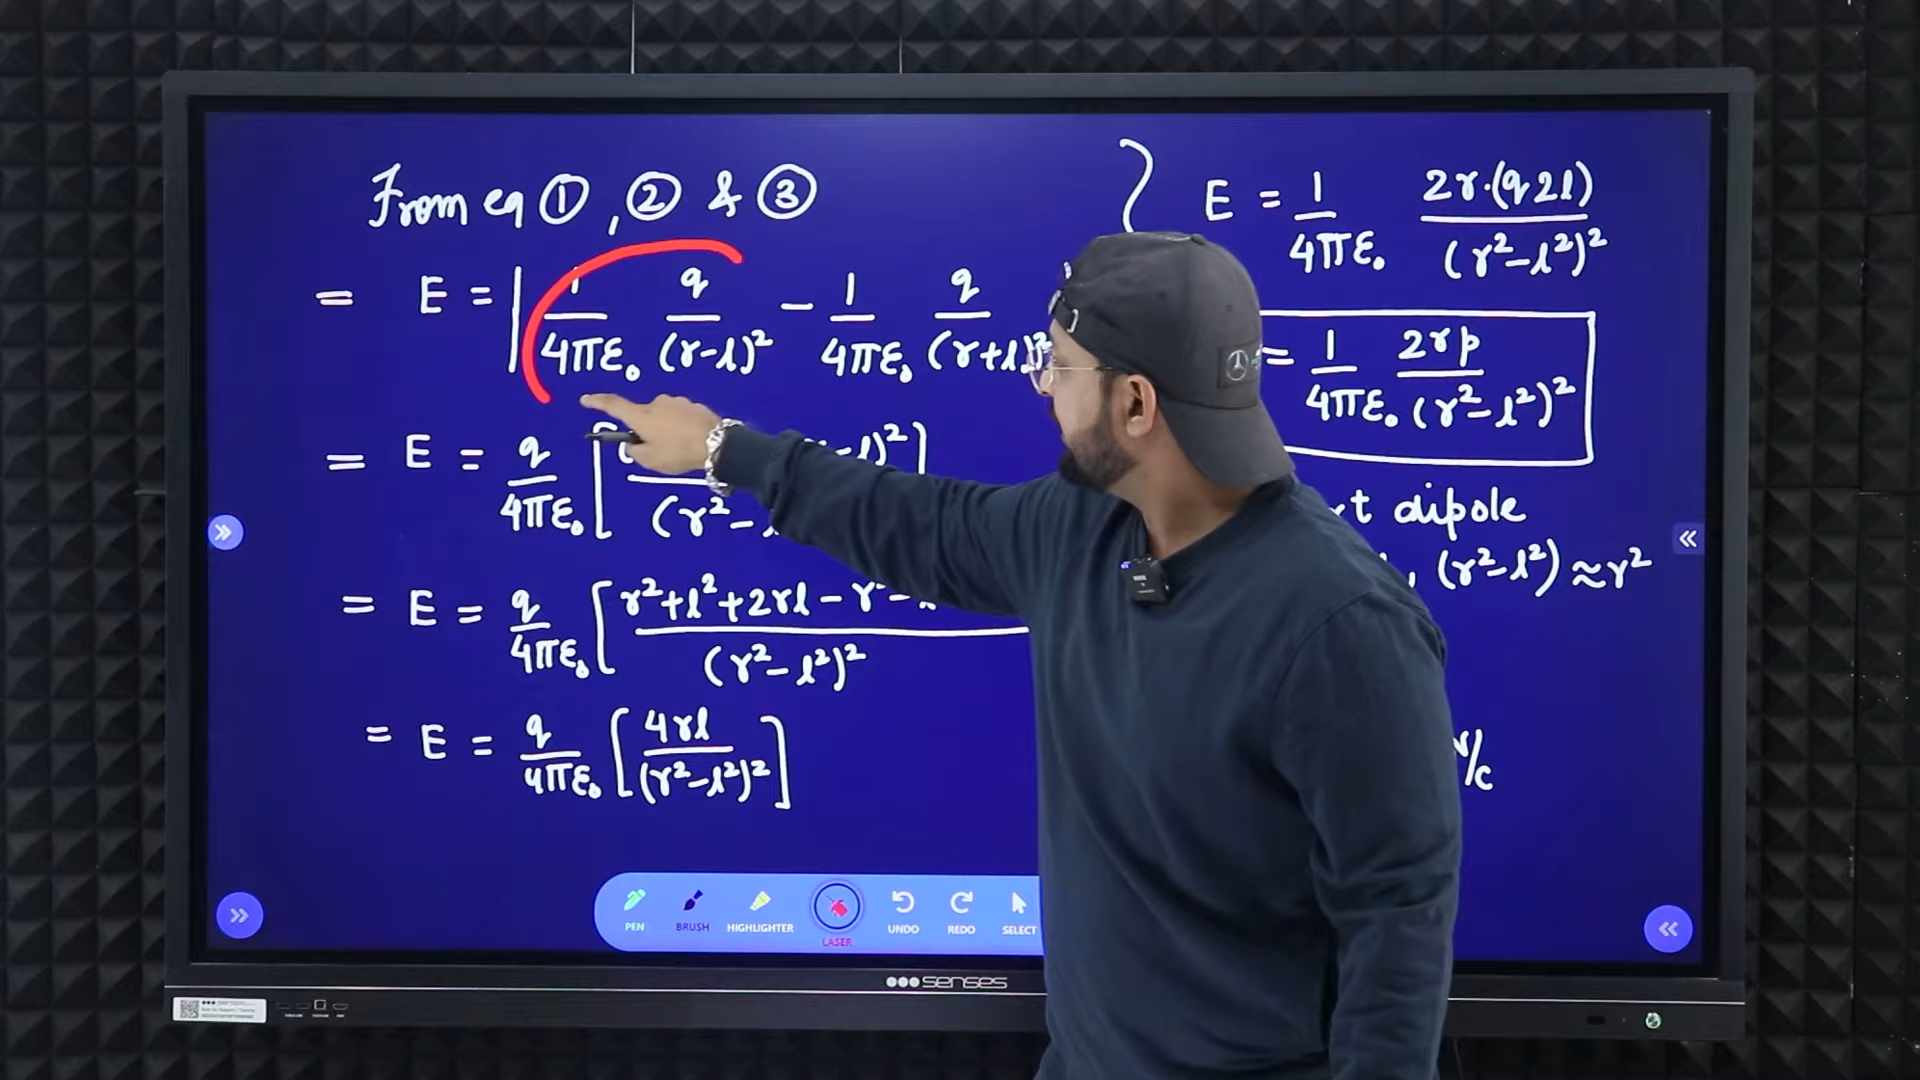 From eq ① , ② & ③
= E = | 1/4πε₀ q/(r-l)² - 1/4πε₀ q/(r+l)²
= E = q/4πε₀ [ -l)² ] / (r² -
= E = q/4πε₀ [ r²+l²+2rl-r²- / (r²-l²)²
= E = q/4πε₀ [ 4rl/(r²-l²)² ]
E = 1/4πε₀ 2r·(q2l)/(r²-l²)²
= 1/4πε₀ 2rp/(r²-l²)²
dipole
, (r²-l²) ≈ r²
N/C
PEN
BRUSH
HIGHLIGHTER
LASER
UNDO
REDO
SELECT
senses